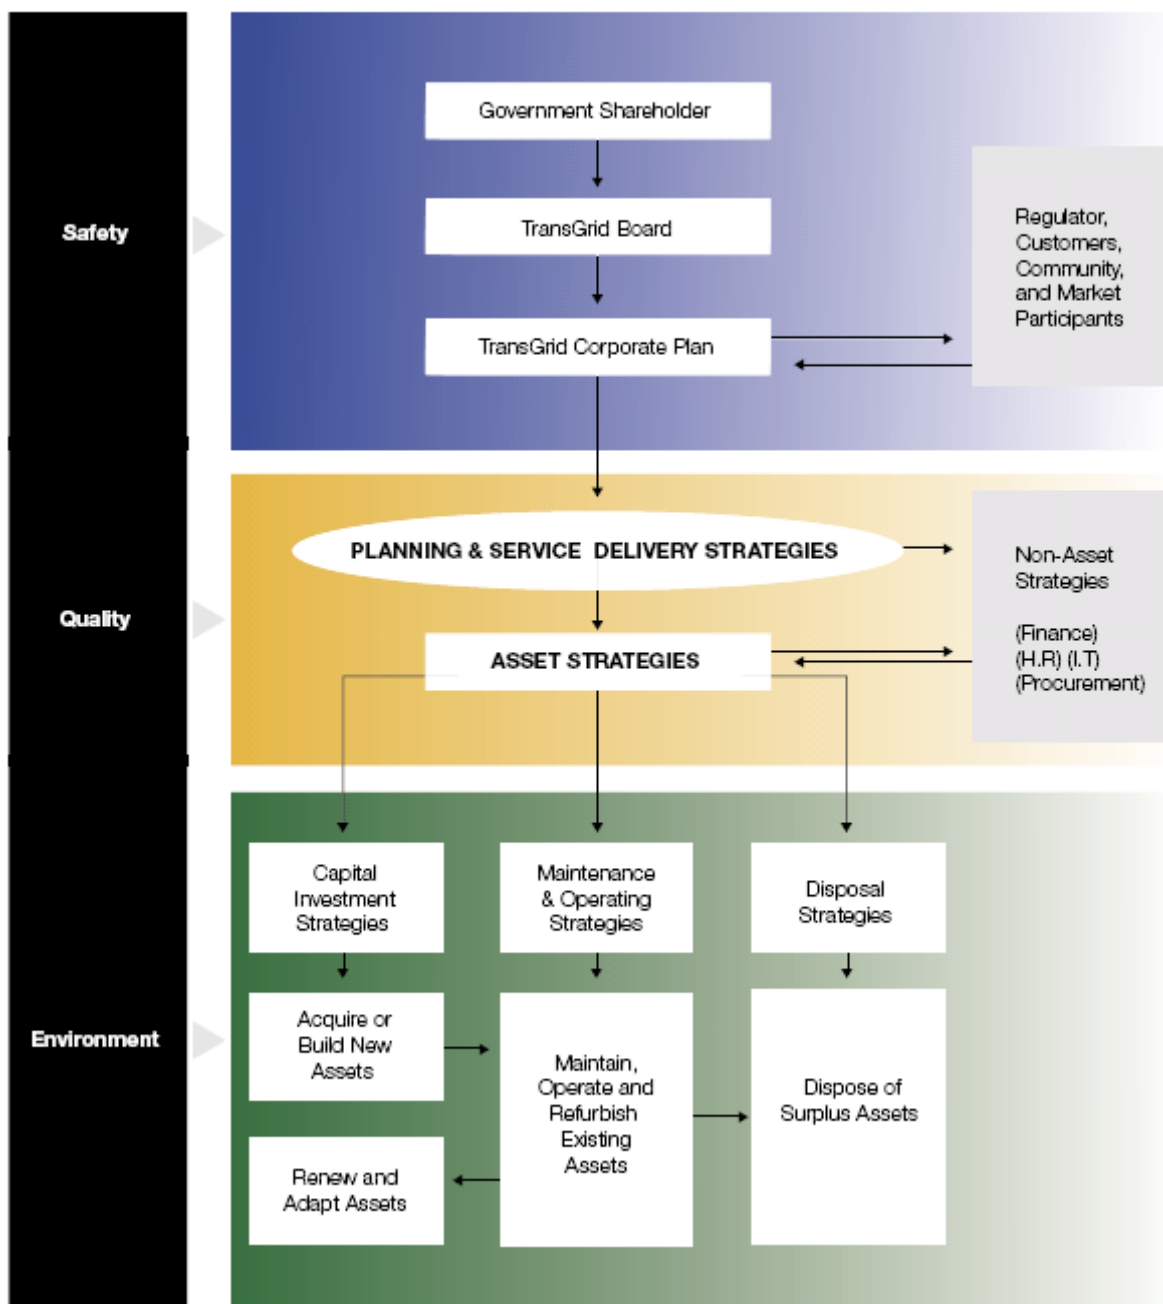 Government Shareholder
Safety
TransGrid Board
Regulator,
Customers,
Community,
and Market
Participants
TransGrid Corporate Plan
PLANNING & SERVICE DELIVERY STRATEGIES
Non-Asset
Strategies
(Finance)
(H.R) (I.T)
(Procurement)
Quality
ASSET STRATEGIES
Capital
Investment
Strategies
Maintenance
& Operating
Strategies
Disposal
Strategies
Environment
Acquire or
Build New
Assets
Maintain,
Operate and
Refurbish
Existing
Assets
Dispose of
Surplus Assets
Renew and
Adapt Assets